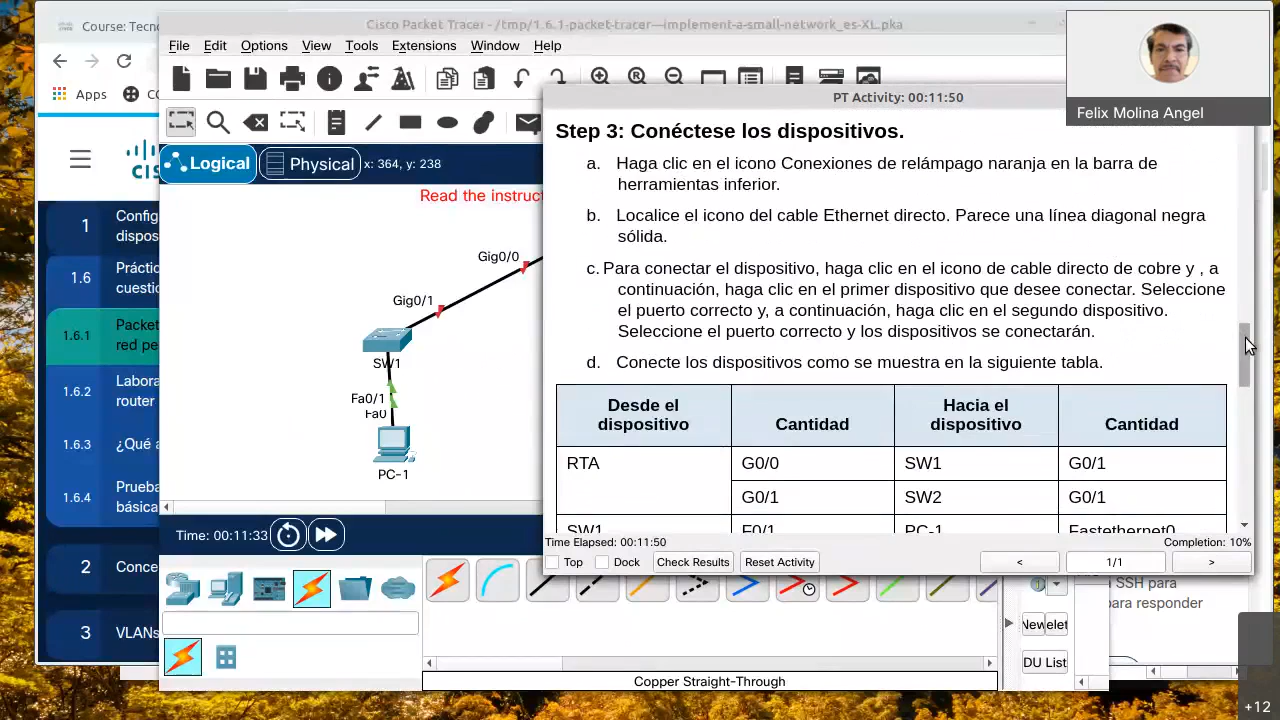 Course: Tecno
Cisco Packet Tracer - /tmp/1.6.1-packet-tracer---implement-a-small-network_es-XL.pka
File Edit Options View Tools Extensions Window Help
Apps
Felix Molina Angel
PT Activity: 00:11:50
Logical
Physical
x: 364, y: 238
Read the instruct
1
Config
dispos
1.6
Práctic
cuestic
1.6.1
Packet
red pe
1.6.2
Labora
router
1.6.3
¿Qué a
1.6.4
Prueba
básica
2
Conce
3
VLANs
Gig0/0
Gig0/1
SW1
Fa0/1
Fa0
PC-1
Time: 00:11:33
Step 3: Conéctese los dispositivos.
a. Haga clic en el icono Conexiones de relámpago naranja en la barra de
herramientas inferior.
b. Localice el icono del cable Ethernet directo. Parece una línea diagonal negra
sólida.
c. Para conectar el dispositivo, haga clic en el icono de cable directo de cobre y , a
continuación, haga clic en el primer dispositivo que desee conectar. Seleccione
el puerto correcto y, a continuación, haga clic en el segundo dispositivo.
Seleccione el puerto correcto y los dispositivos se conectarán.
d. Conecte los dispositivos como se muestra en la siguiente tabla.
Desde el dispositivo Cantidad Hacia el dispositivo Cantidad
RTA G0/0 SW1 G0/1
G0/1 SW2 G0/1
SW1 F0/1 PC-1 Fastethernet0
Time Elapsed: 00:11:50
Completion: 10%
Top Dock Check Results Reset Activity < 1/1 >
SSH para
para responder
New
elet
DU List
Copper Straight-Through
+12